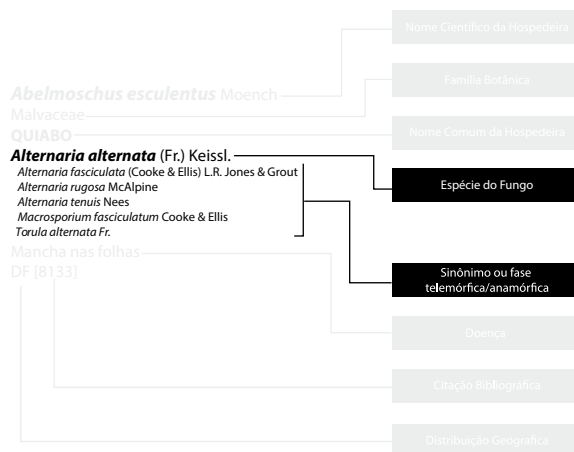 Nome Científico da Hospedeira
Família Botânica
Abelmoschus esculentus Moench
Malvaceae
QUIABO
Nome Comum da Hospedeira
Alternaria alternata (Fr.) Keissl.
Alternaria fasciculata (Cooke & Ellis) L.R. Jones & Grout
Alternaria rugosa McAlpine
Alternaria tenuis Nees
Macrosporium fasciculatum Cooke & Ellis
Torula alternata Fr.
Espécie do Fungo
Mancha nas folhas
DF [8133]
Sinônimo ou fase
telemórfica/anamórfica
Doença
Citação Bibliográfica
Distribuição Geografica